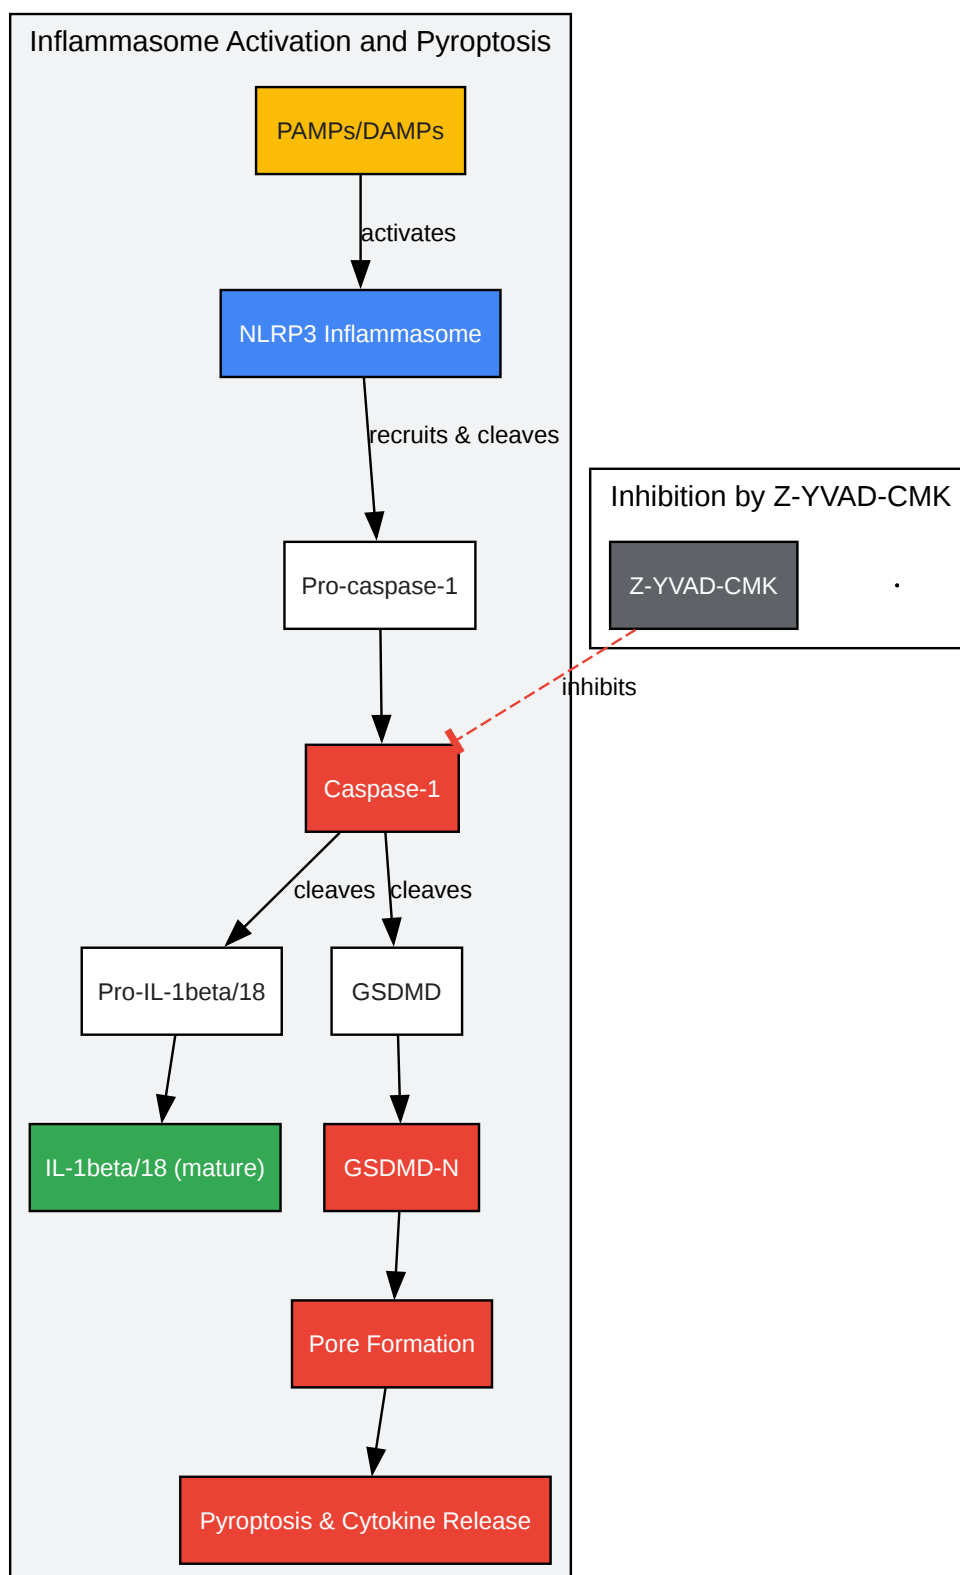 Inflammasome Activation and Pyroptosis
PAMPs/DAMPs
activates
NLRP3 Inflammasome
recruits & cleaves
Inhibition by Z-YVAD-CMK
Pro-caspase-1
Z-YVAD-CMK
inhibits
Caspase-1
cleaves
cleaves
Pro-IL-1beta/18
GSDMD
IL-1beta/18 (mature)
GSDMD-N
Pore Formation
Pyroptosis & Cytokine Release